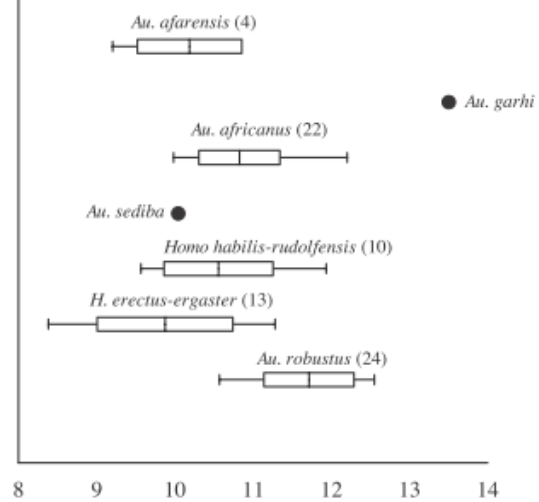 Au. afarensis (4)
Au. garhi
Au. africanus (22)
Au. sediba
Homo habilis-rudolfensis (10)
H. erectus-ergaster (13)
Au. robustus (24)
8 9 10 11 12 13 14